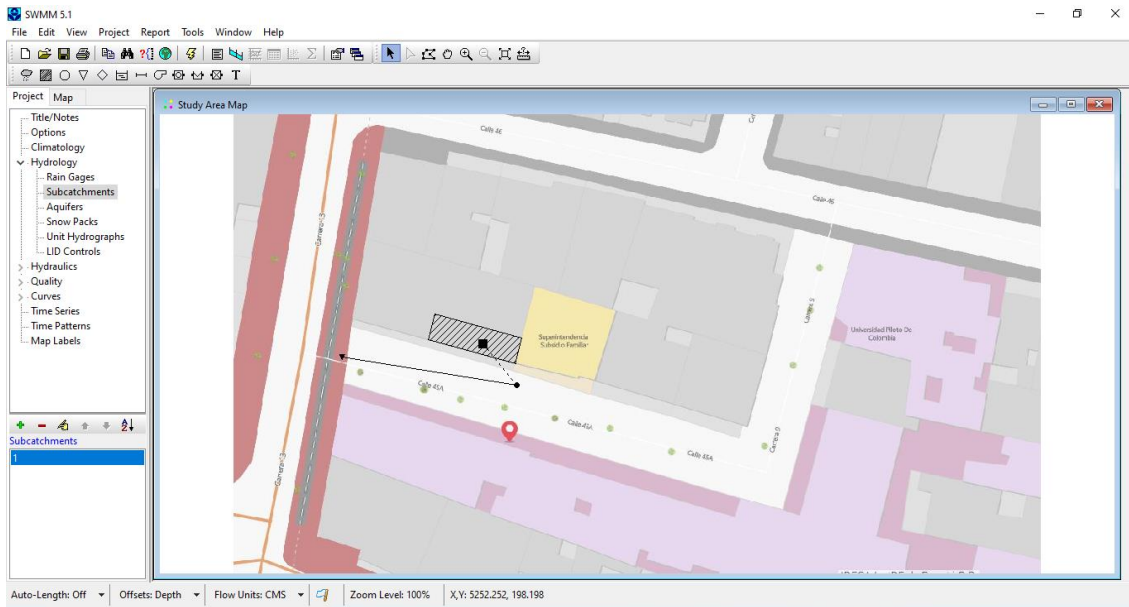 SWMM 5.1
File Edit View Project Report Tools Window Help
T
Project Map
Title/Notes
Options
Climatology
Hydrology
Rain Gages
Subcatchments
Aquifers
Snow Packs
Unit Hydrographs
LID Controls
Hydraulics
Quality
Curves
Time Series
Time Patterns
Map Labels
Subcatchments
1
Study Area Map
Calle 46
Calle 46
Carrera 13
Superintendencia
Subsidio Familiar
Universidad Piloto De
Colombia
Carrera 9
Calle 45A
Calle 45A
Calle 45A
Carrera 9
Carrera 13
Auto-Length: Off Offsets: Depth Flow Units: CMS Zoom Level: 100% X,Y: 5252.252, 198.198